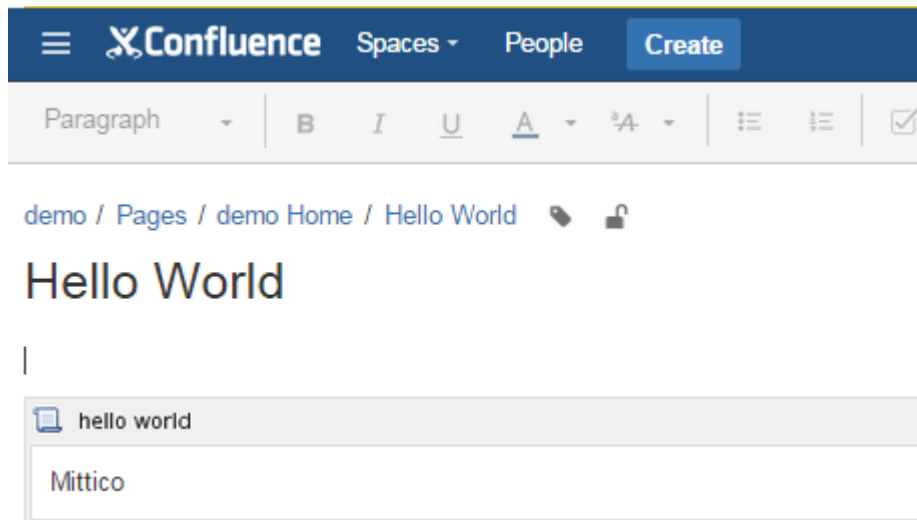 Confluence Spaces People Create
Paragraph B I U A A
demo / Pages / demo Home / Hello World
Hello World
hello world
Mittico